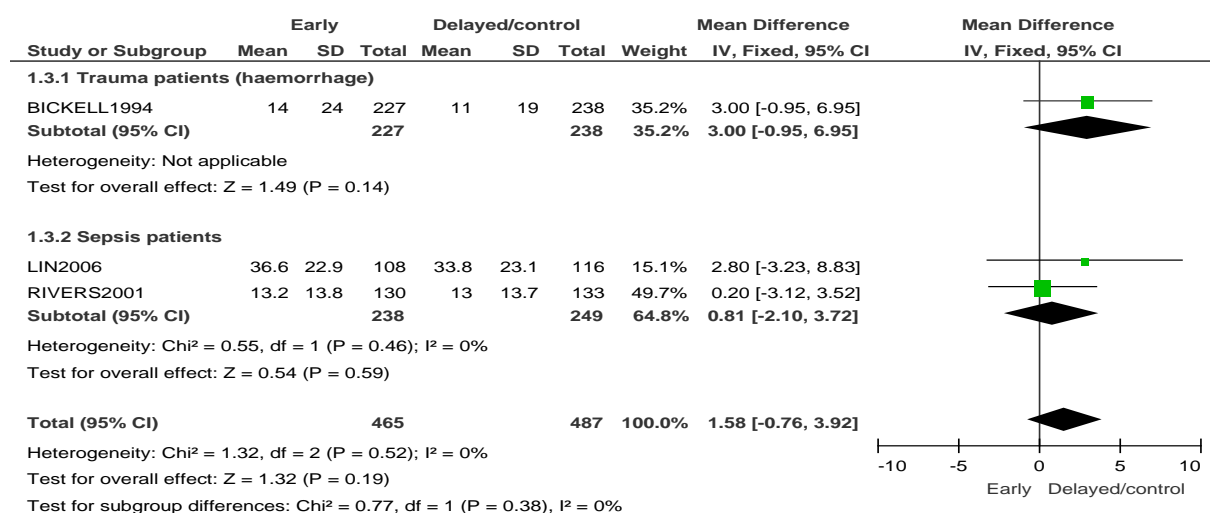 Early Delayed/control Mean Difference Mean Difference
Study or Subgroup Mean SD Total Mean SD Total Weight IV, Fixed, 95% CI IV, Fixed, 95% CI
1.3.1 Trauma patients (haemorrhage)
BICKELL1994 14 24 227 11 19 238 35.2% 3.00 [-0.95, 6.95]
Subtotal (95% CI) 227 238 35.2% 3.00 [-0.95, 6.95]
Heterogeneity: Not applicable
Test for overall effect: Z = 1.49 (P = 0.14)
1.3.2 Sepsis patients
LIN2006 36.6 22.9 108 33.8 23.1 116 15.1% 2.80 [-3.23, 8.83]
RIVERS2001 13.2 13.8 130 13 13.7 133 49.7% 0.20 [-3.12, 3.52]
Subtotal (95% CI) 238 249 64.8% 0.81 [-2.10, 3.72]
Heterogeneity: Chi² = 0.55, df = 1 (P = 0.46); I² = 0%
Test for overall effect: Z = 0.54 (P = 0.59)
Total (95% CI) 465 487 100.0% 1.58 [-0.76, 3.92]
Heterogeneity: Chi² = 1.32, df = 2 (P = 0.52); I² = 0%
Test for overall effect: Z = 1.32 (P = 0.19)
Test for subgroup differences: Chi² = 0.77, df = 1 (P = 0.38), I² = 0%
-10 -5 0 5 10
Early Delayed/control